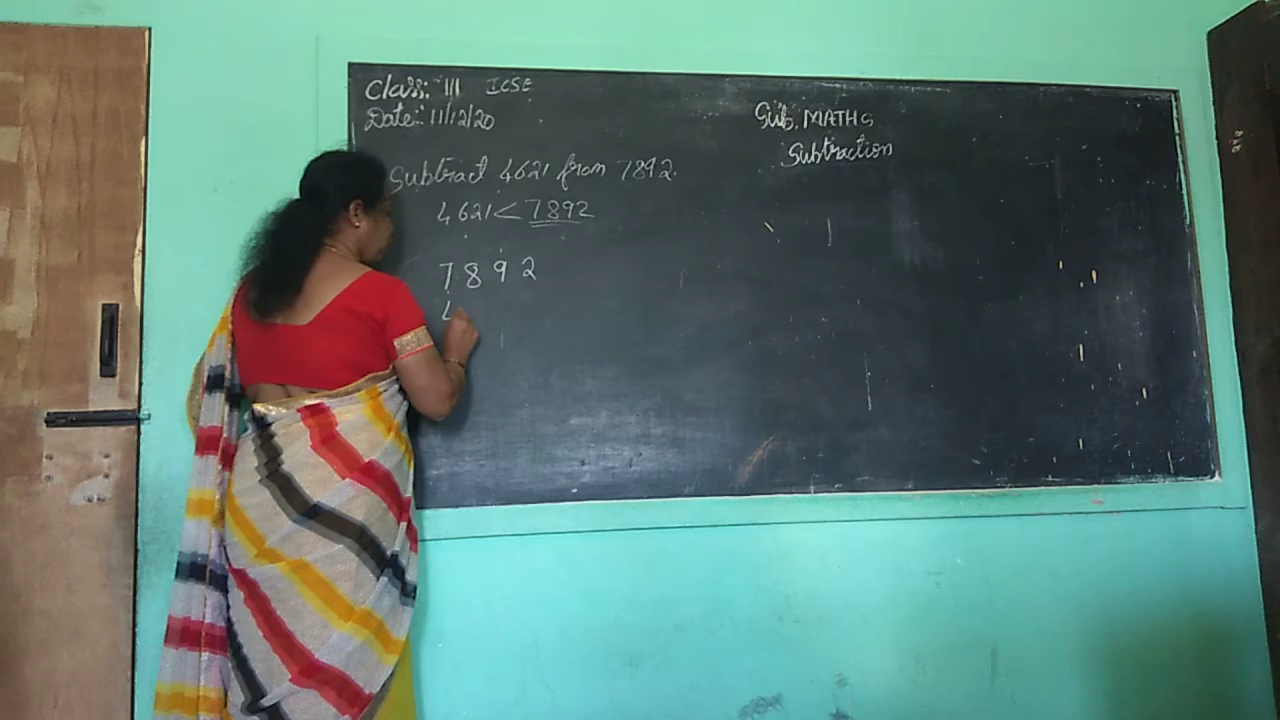 Class: III ICSE
Date: 11/12/20
Sub. MATHS
Subtraction
Subtract 4621 from 7892.
4621 < 7892
7 8 9 2